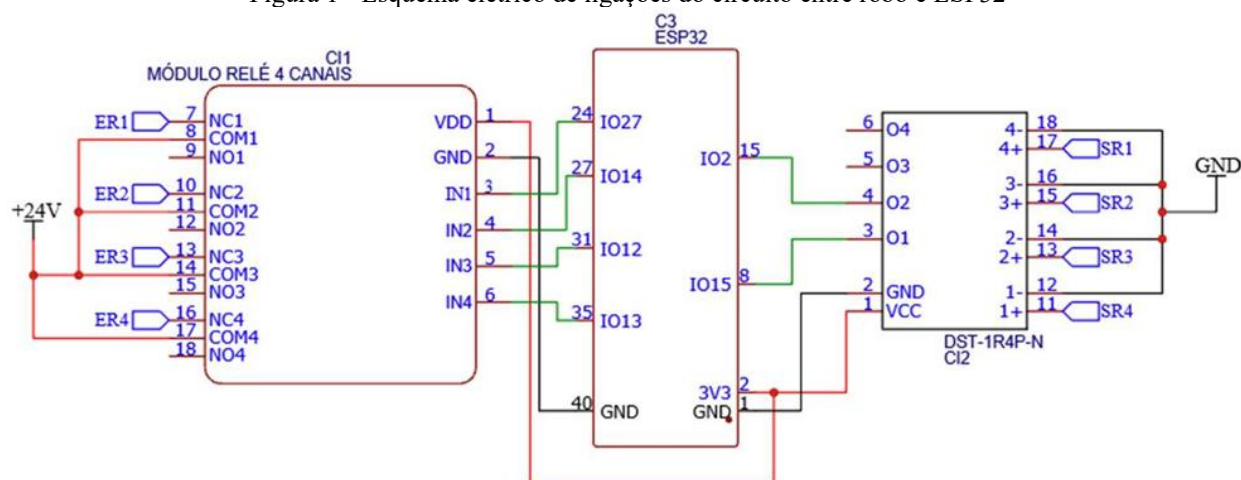 Figura 1 - Esquema elétrico de ligações do circuito entre robô e ESP32
CI1
MÓDULO RELÉ 4 CANAIS
ER1
7 NC1
8 COM1
9 NO1
ER2
10 NC2
11 COM2
12 NO2
+24V
ER3
13 NC3
14 COM3
15 NO3
ER4
16 NC4
17 COM4
18 NO4
VDD 1
GND 2
IN1 3
IN2 4
IN3 5
IN4 6
C3
ESP32
24 IO27
27 IO14
31 IO12
35 IO13
40 GND
IO2 15
IO15 8
3V3 2
GND 1
6 O4
5 O3
4 O2
3 O1
2 GND
1 VCC
4- 18
4+ 17 SR1
3- 16
3+ 15 SR2
2- 14
2+ 13 SR3
1- 12
1+ 11 SR4
GND
DST-1R4P-N
CI2